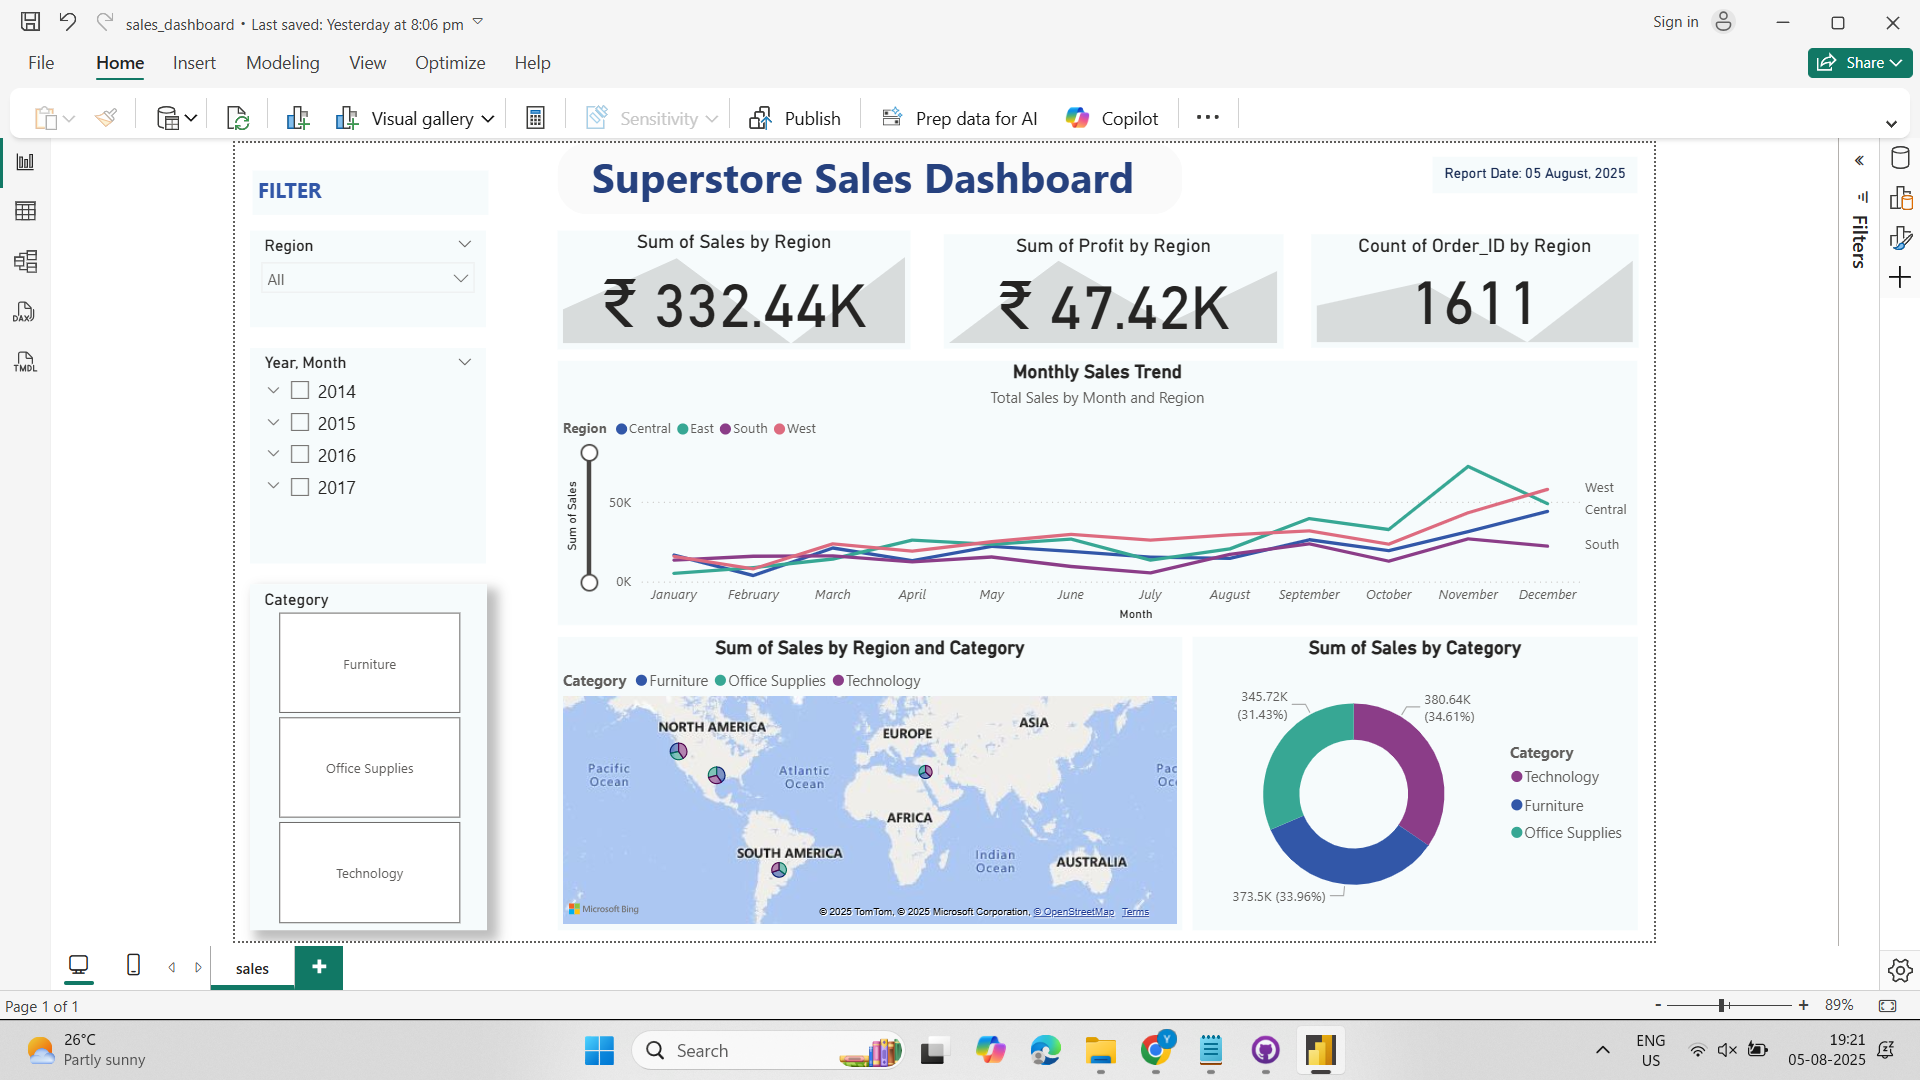 sales_dashboard • Last saved: Yesterday at 8:06 pm
Sign in
File Home Insert Modeling View Optimize Help
Share
Visual gallery
Sensitivity
Publish
Prep data for AI
Copilot
DAX
TMDL
Filters
FILTER
Superstore Sales Dashboard
Report Date: 05 August, 2025
Region
All
Year, Month
2014
2015
2016
2017
Category
Furniture
Office Supplies
Technology
Sum of Sales by Region
₹ 332.44K
Sum of Profit by Region
₹ 47.42K
Count of Order_ID by Region
1611
Monthly Sales Trend
Total Sales by Month and Region
Region Central East South West
Sum of Sales
50K
0K
West
Central
South
January February March April May June July August September October November December
Month
Sum of Sales by Region and Category
Category Furniture Office Supplies Technology
NORTH AMERICA
ASIA
EUROPE
Pacific
Ocean
Atlantic
Ocean
Pac
Oc
AFRICA
SOUTH AMERICA
Indian
Ocean
AUSTRALIA
Microsoft Bing
© 2025 TomTom, © 2025 Microsoft Corporation, © OpenStreetMap Terms
Sum of Sales by Category
345.72K
(31.43%)
380.64K
(34.61%)
373.5K (33.96%)
Category
Technology
Furniture
Office Supplies
sales
Page 1 of 1
- + 89%
26°C
Partly sunny
Search
ENG
US
19:21
05-08-2025